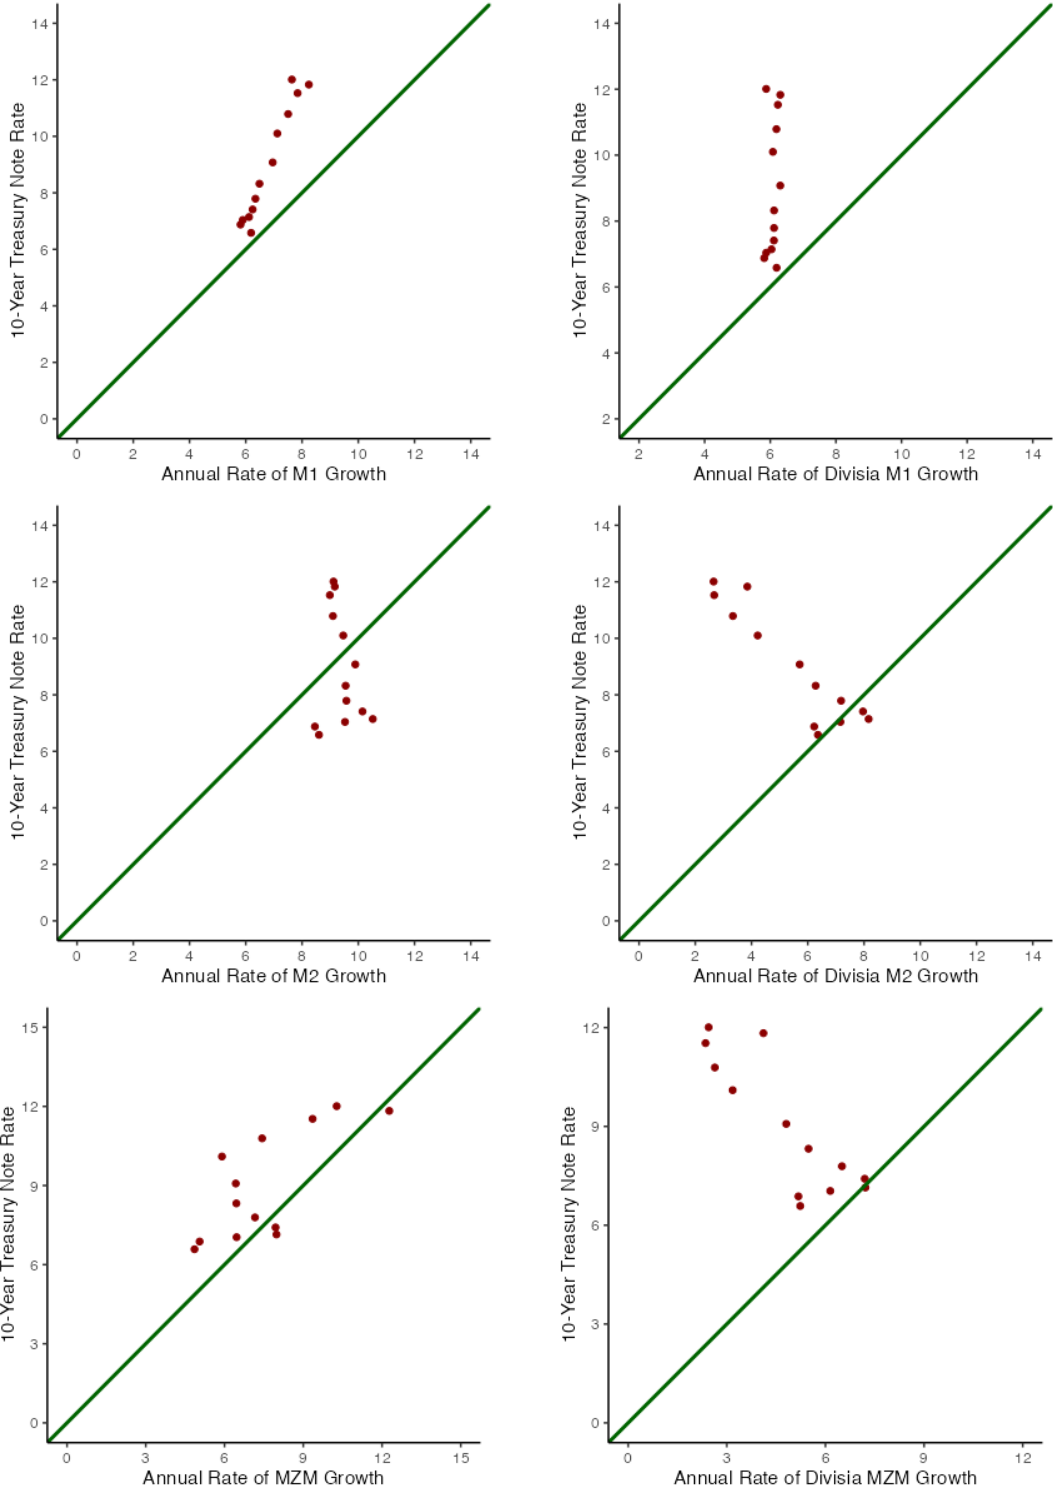 14
12
10
8
6
4
2
0
10-Year Treasury Note Rate
0 2 4 6 8 10 12 14
Annual Rate of M1 Growth
14
12
10
8
6
4
2
10-Year Treasury Note Rate
2 4 6 8 10 12 14
Annual Rate of Divisia M1 Growth
14
12
10
8
6
4
2
0
10-Year Treasury Note Rate
0 2 4 6 8 10 12 14
Annual Rate of M2 Growth
14
12
10
8
6
4
2
0
10-Year Treasury Note Rate
0 2 4 6 8 10 12 14
Annual Rate of Divisia M2 Growth
15
12
9
6
3
0
10-Year Treasury Note Rate
0 3 6 9 12 15
Annual Rate of MZM Growth
12
9
6
3
0
10-Year Treasury Note Rate
0 3 6 9 12
Annual Rate of Divisia MZM Growth